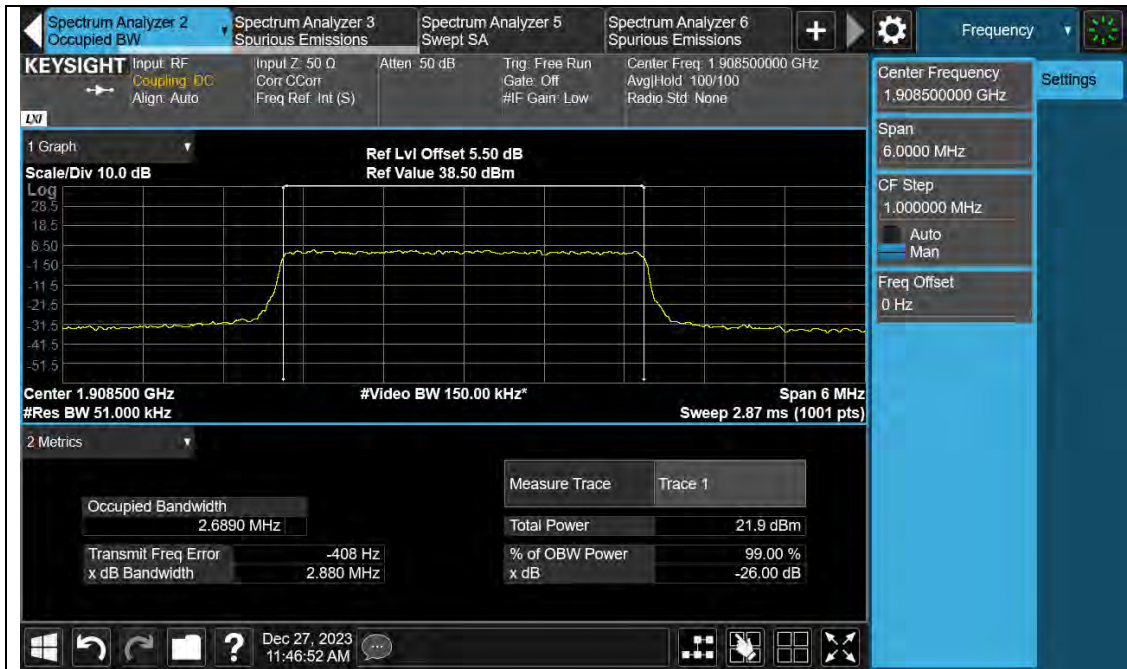 Spectrum Analyzer 2
Occupied BW
Spectrum Analyzer 3
Spurious Emissions
Spectrum Analyzer 5
Swept SA
Spectrum Analyzer 6
Spurious Emissions
+
Frequency
KEYSIGHT
Input: RF
Coupling: DC
Align: Auto
Input Z: 50 Ω
Corr CCorr
Freq Ref: Int (S)
Atten: 50 dB
Trig: Free Run
Gate: Off
#IF Gain: Low
Center Freq: 1.908500000 GHz
Avg|Hold: 100/100
Radio Std: None
LXI
Center Frequency
1.908500000 GHz
Settings
Span
6.0000 MHz
CF Step
1.000000 MHz
Auto
Man
Freq Offset
0 Hz
1 Graph
Scale/Div 10.0 dB
Ref Lvl Offset 5.50 dB
Ref Value 38.50 dBm
Log
28.5
18.5
8.50
-1.50
-11.5
-21.5
-31.5
-41.5
-51.5
Center 1.908500 GHz
#Res BW 51.000 kHz
#Video BW 150.00 kHz*
Span 6 MHz
Sweep 2.87 ms (1001 pts)
2 Metrics
Measure Trace Trace 1
Occupied Bandwidth
2.6890 MHz
Total Power 21.9 dBm
Transmit Freq Error -408 Hz
% of OBW Power 99.00 %
x dB Bandwidth 2.880 MHz
x dB -26.00 dB
?
Dec 27, 2023
11:46:52 AM